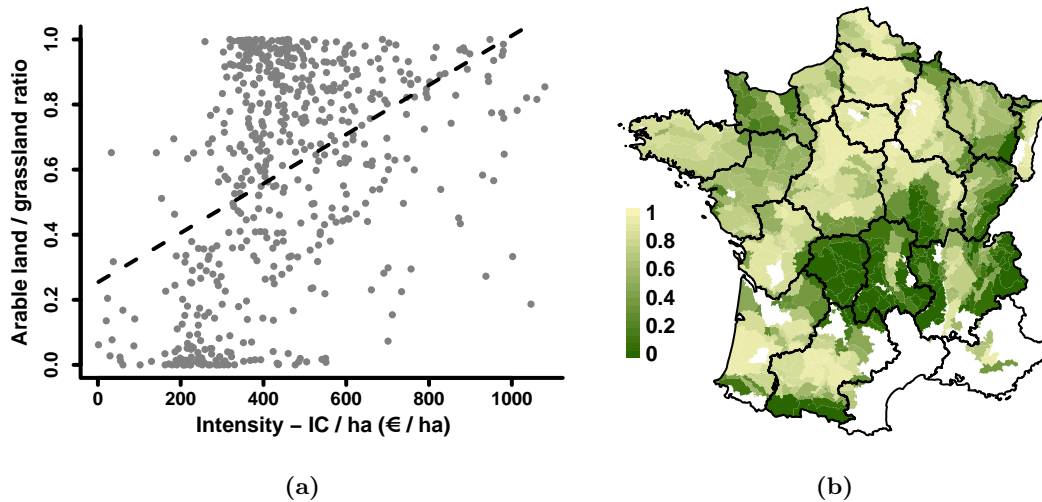 Arable land / grassland ratio
1.0
0.8
0.6
0.4
0.2
0.0
0 200 400 600 800 1000
Intensity – IC / ha (€ / ha)
(a)
1
0.8
0.6
0.4
0.2
0
(b)